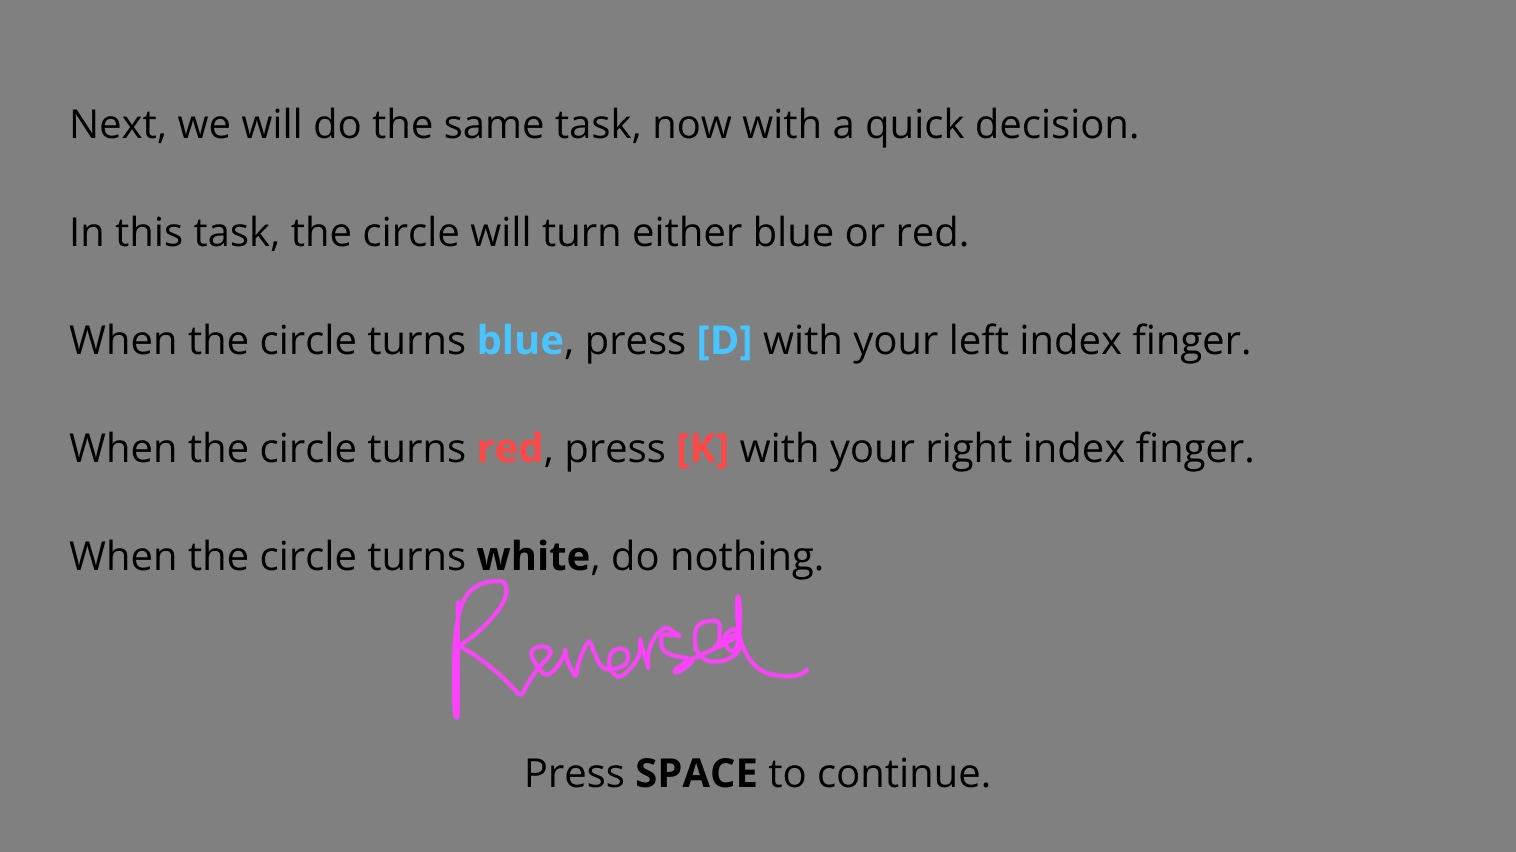 Next, we will do the same task, now with a quick decision.
In this task, the circle will turn either blue or red.
When the circle turns blue, press [D] with your left index finger.
When the circle turns red, press [K] with your right index finger.
When the circle turns white, do nothing.
Reversed
Press SPACE to continue.